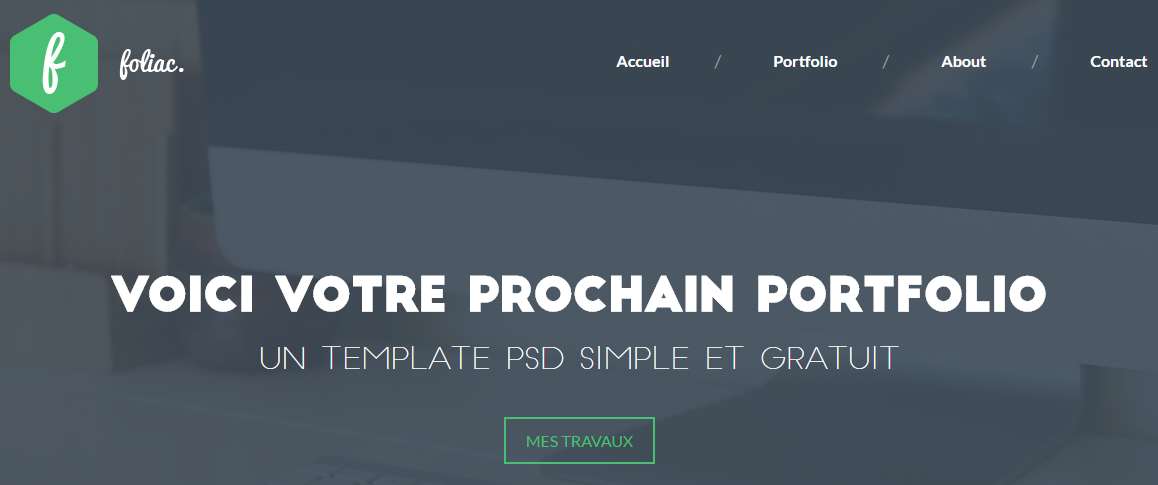 f
foliac.
Accueil / Portfolio / About / Contact
VOICI VOTRE PROCHAIN PORTFOLIO
UN TEMPLATE PSD SIMPLE ET GRATUIT
MES TRAVAUX